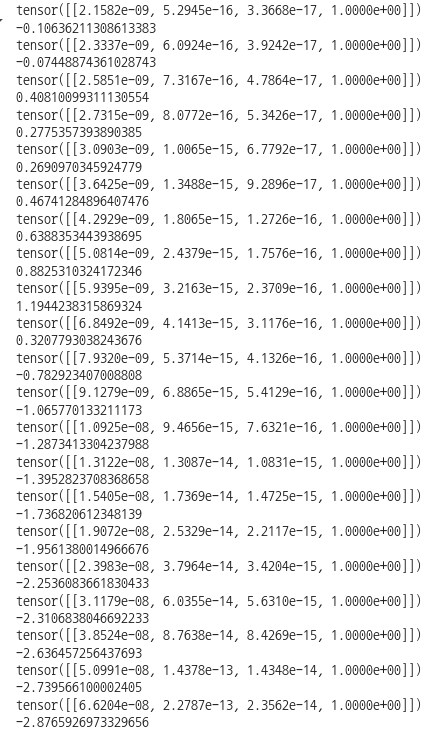 tensor([[2.1582e-09, 5.2945e-16, 3.3668e-17, 1.0000e+00]])
-0.10636211308613383
tensor([[2.3337e-09, 6.0924e-16, 3.9242e-17, 1.0000e+00]])
-0.07448874361028743
tensor([[2.5851e-09, 7.3167e-16, 4.7864e-17, 1.0000e+00]])
0.40810099311130554
tensor([[2.7315e-09, 8.0772e-16, 5.3426e-17, 1.0000e+00]])
0.2775357393890385
tensor([[3.0903e-09, 1.0065e-15, 6.7792e-17, 1.0000e+00]])
0.2690970345924779
tensor([[3.6425e-09, 1.3488e-15, 9.2896e-17, 1.0000e+00]])
0.46741284896407476
tensor([[4.2929e-09, 1.8065e-15, 1.2726e-16, 1.0000e+00]])
0.6388353443938695
tensor([[5.0814e-09, 2.4379e-15, 1.7576e-16, 1.0000e+00]])
0.8825310324172346
tensor([[5.9395e-09, 3.2163e-15, 2.3709e-16, 1.0000e+00]])
1.1944238315869324
tensor([[6.8492e-09, 4.1413e-15, 3.1176e-16, 1.0000e+00]])
0.3207793038243676
tensor([[7.9320e-09, 5.3714e-15, 4.1326e-16, 1.0000e+00]])
-0.782923407008808
tensor([[9.1279e-09, 6.8865e-15, 5.4129e-16, 1.0000e+00]])
-1.065770133211173
tensor([[1.0925e-08, 9.4656e-15, 7.6321e-16, 1.0000e+00]])
-1.2873413304237988
tensor([[1.3122e-08, 1.3087e-14, 1.0831e-15, 1.0000e+00]])
-1.3952823708368658
tensor([[1.5405e-08, 1.7369e-14, 1.4725e-15, 1.0000e+00]])
-1.736820612348139
tensor([[1.9072e-08, 2.5329e-14, 2.2117e-15, 1.0000e+00]])
-1.9561380014966676
tensor([[2.3983e-08, 3.7964e-14, 3.4204e-15, 1.0000e+00]])
-2.2536083661830433
tensor([[3.1179e-08, 6.0355e-14, 5.6310e-15, 1.0000e+00]])
-2.3106838046692233
tensor([[3.8524e-08, 8.7638e-14, 8.4269e-15, 1.0000e+00]])
-2.636457256437693
tensor([[5.0991e-08, 1.4378e-13, 1.4348e-14, 1.0000e+00]])
-2.739566100002405
tensor([[6.6204e-08, 2.2787e-13, 2.3562e-14, 1.0000e+00]])
-2.8765926973329656